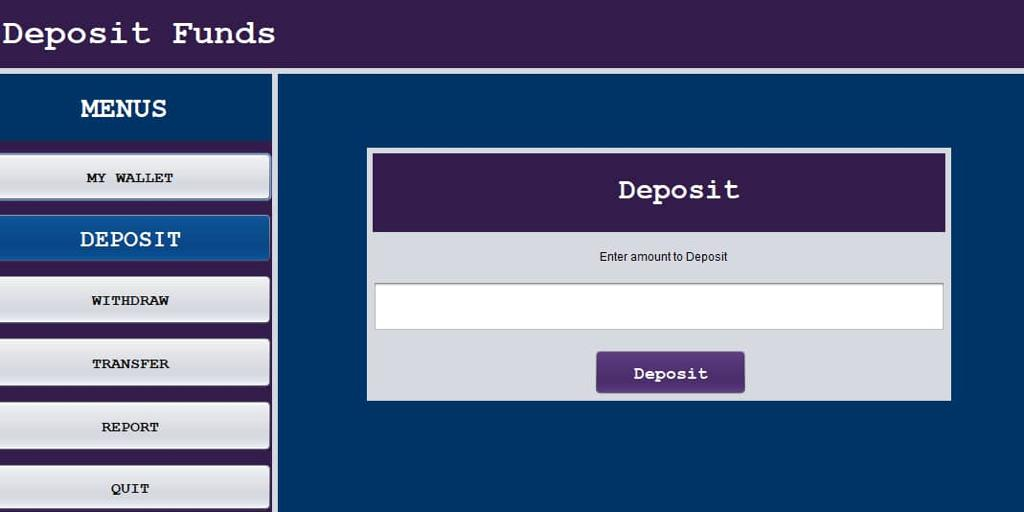 Deposit Funds
MENUS
MY WALLET
DEPOSIT
WITHDRAW
TRANSFER
REPORT
QUIT
Deposit
Enter amount to Deposit
Deposit